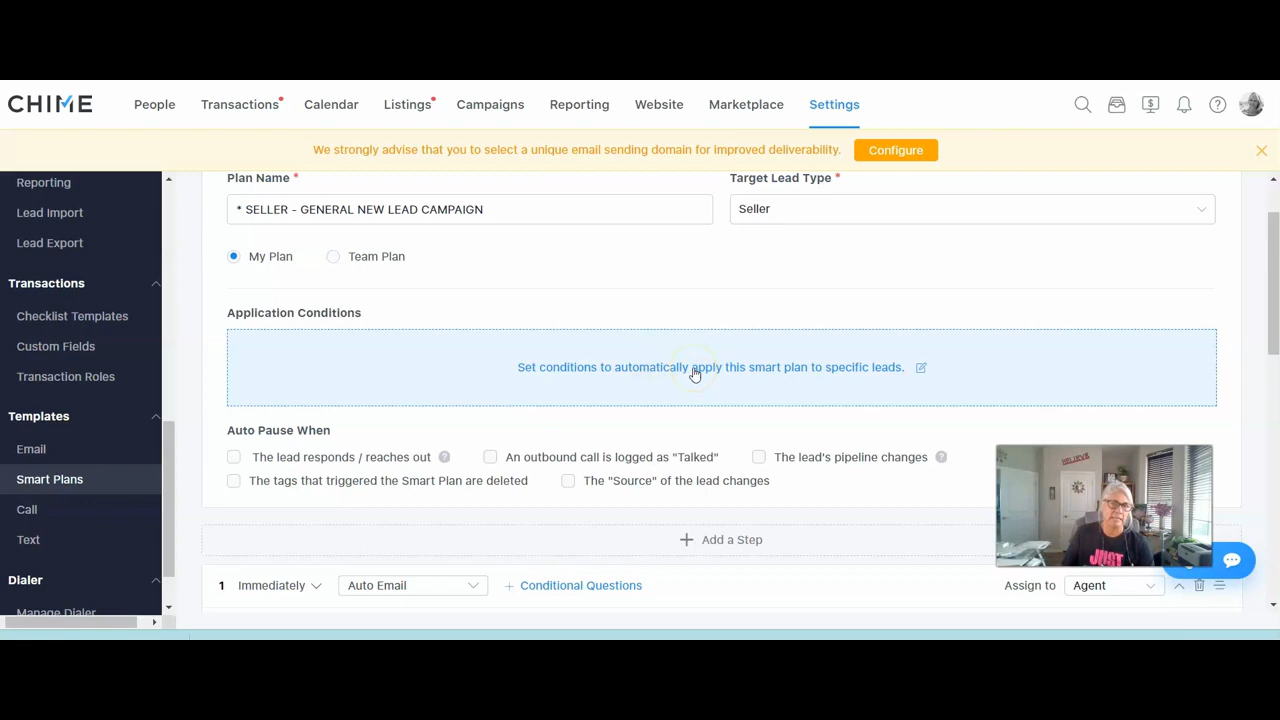 CHIME People Transactions Calendar Listings Campaigns Reporting Website Marketplace Settings
We strongly advise that you to select a unique email sending domain for improved deliverability. Configure
Reporting
Lead Import
Lead Export
Transactions
Checklist Templates
Custom Fields
Transaction Roles
Templates
Email
Smart Plans
Call
Text
Dialer
Manage Dialer
Plan Name * Target Lead Type *
* SELLER - GENERAL NEW LEAD CAMPAIGN Seller
My Plan Team Plan
Application Conditions
Set conditions to automatically apply this smart plan to specific leads.
Auto Pause When
The lead responds / reaches out ? An outbound call is logged as "Talked" The lead's pipeline changes ?
The tags that triggered the Smart Plan are deleted The "Source" of the lead changes
+ Add a Step
1 Immediately Auto Email + Conditional Questions Assign to Agent
BELIEVE
JUST